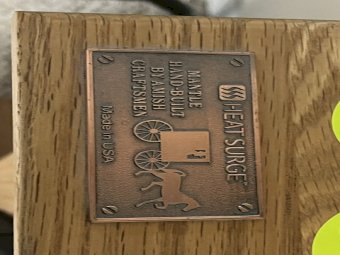 HEAT SURGE
MANTLE
HAND-BUILT
BY AMISH
CRAFTSMEN
Made in USA